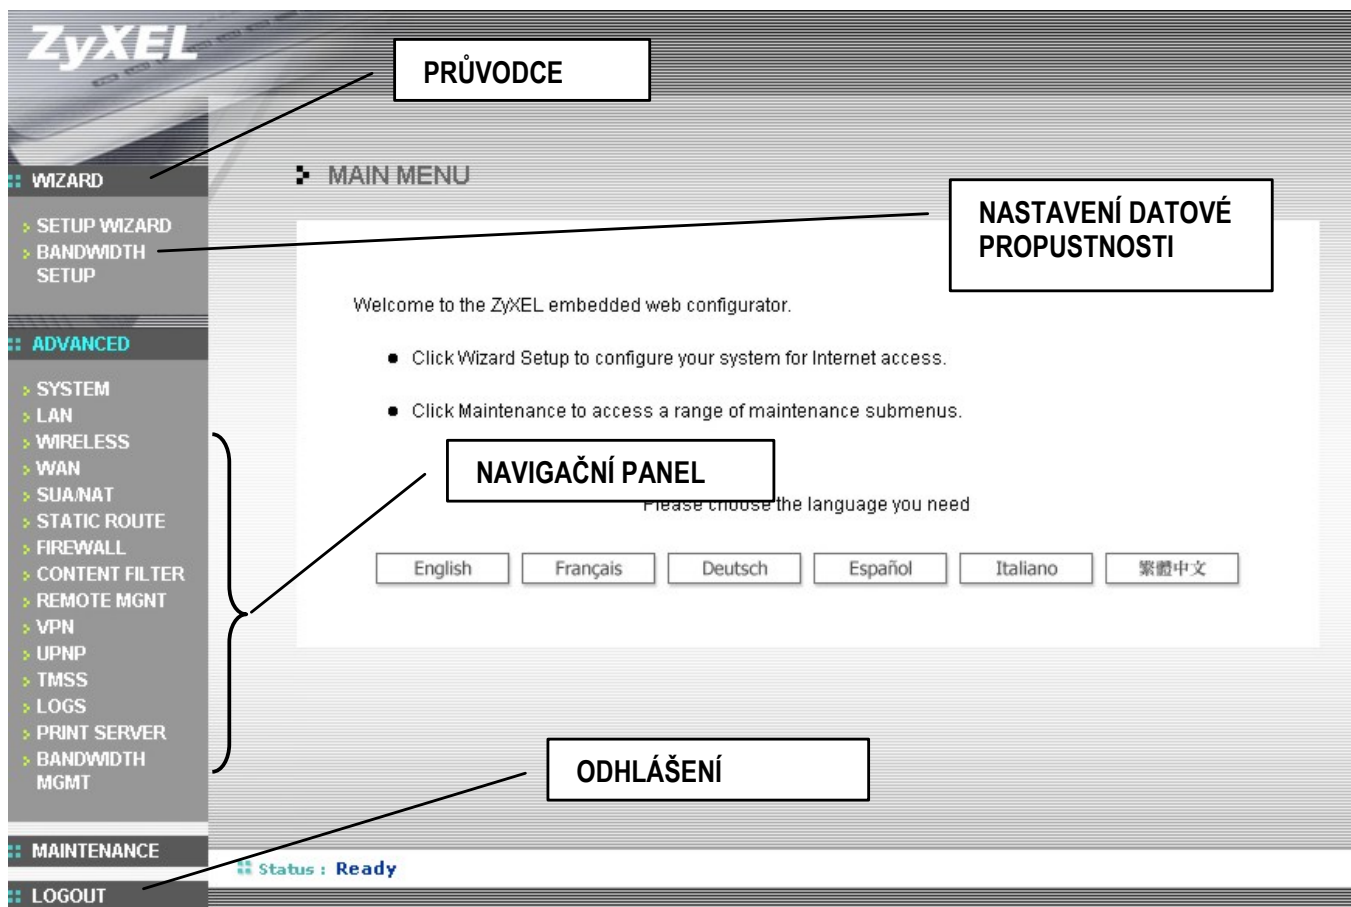 ZyXEL
PRŮVODCE
WIZARD
SETUP WIZARD
BANDWIDTH
SETUP
ADVANCED
SYSTEM
LAN
WIRELESS
WAN
SUA/NAT
STATIC ROUTE
FIREWALL
CONTENT FILTER
REMOTE MGNT
VPN
UPNP
TMSS
LOGS
PRINT SERVER
BANDWIDTH
MGMT
MAINTENANCE
LOGOUT
MAIN MENU
NASTAVENÍ DATOVÉ
PROPUSTNOSTI
Welcome to the ZyXEL embedded web configurator.
Click Wizard Setup to configure your system for Internet access.
Click Maintenance to access a range of maintenance submenus.
NAVIGAČNÍ PANEL
Please choose the language you need
English Français Deutsch Español Italiano 繁體中文
ODHLÁŠENÍ
Status : Ready